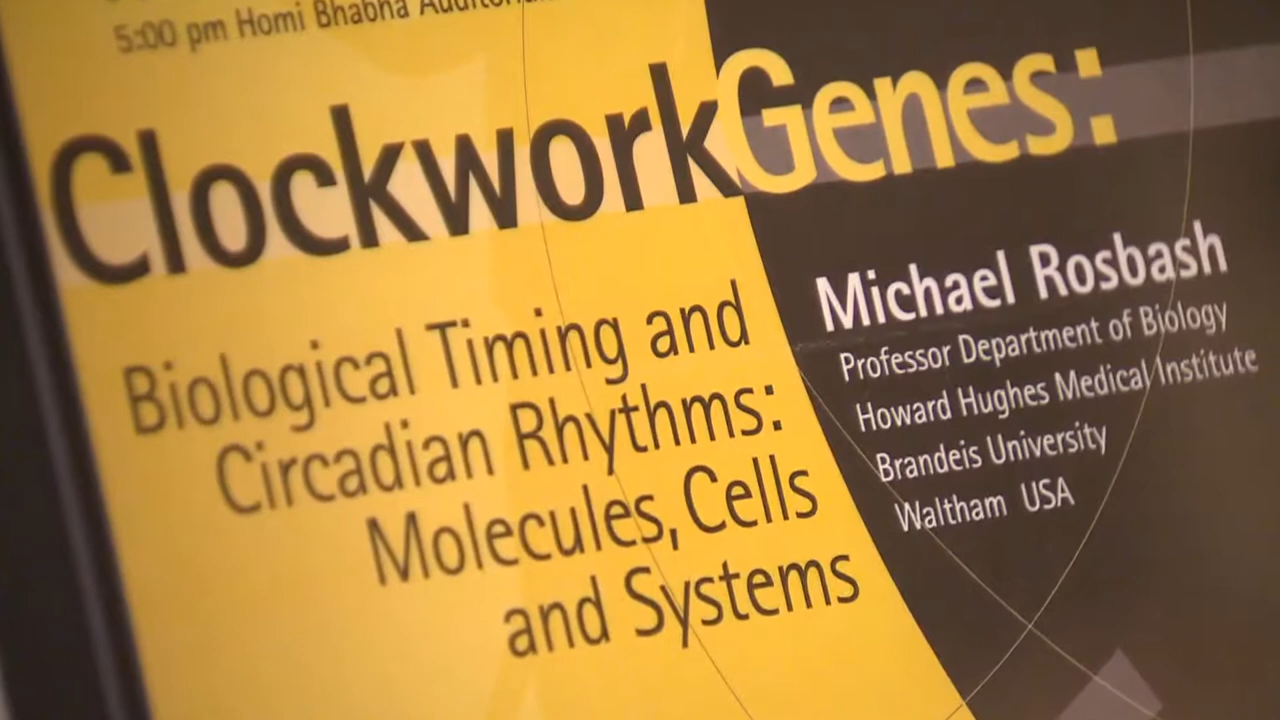 5:00 pm Homi Bhabha
ClockworkGenes:
Biological Timing and
Circadian Rhythms:
Molecules, Cells
and Systems
Michael Rosbash
Professor Department of Biology
Howard Hughes Medical Institute
Brandeis University
Waltham USA